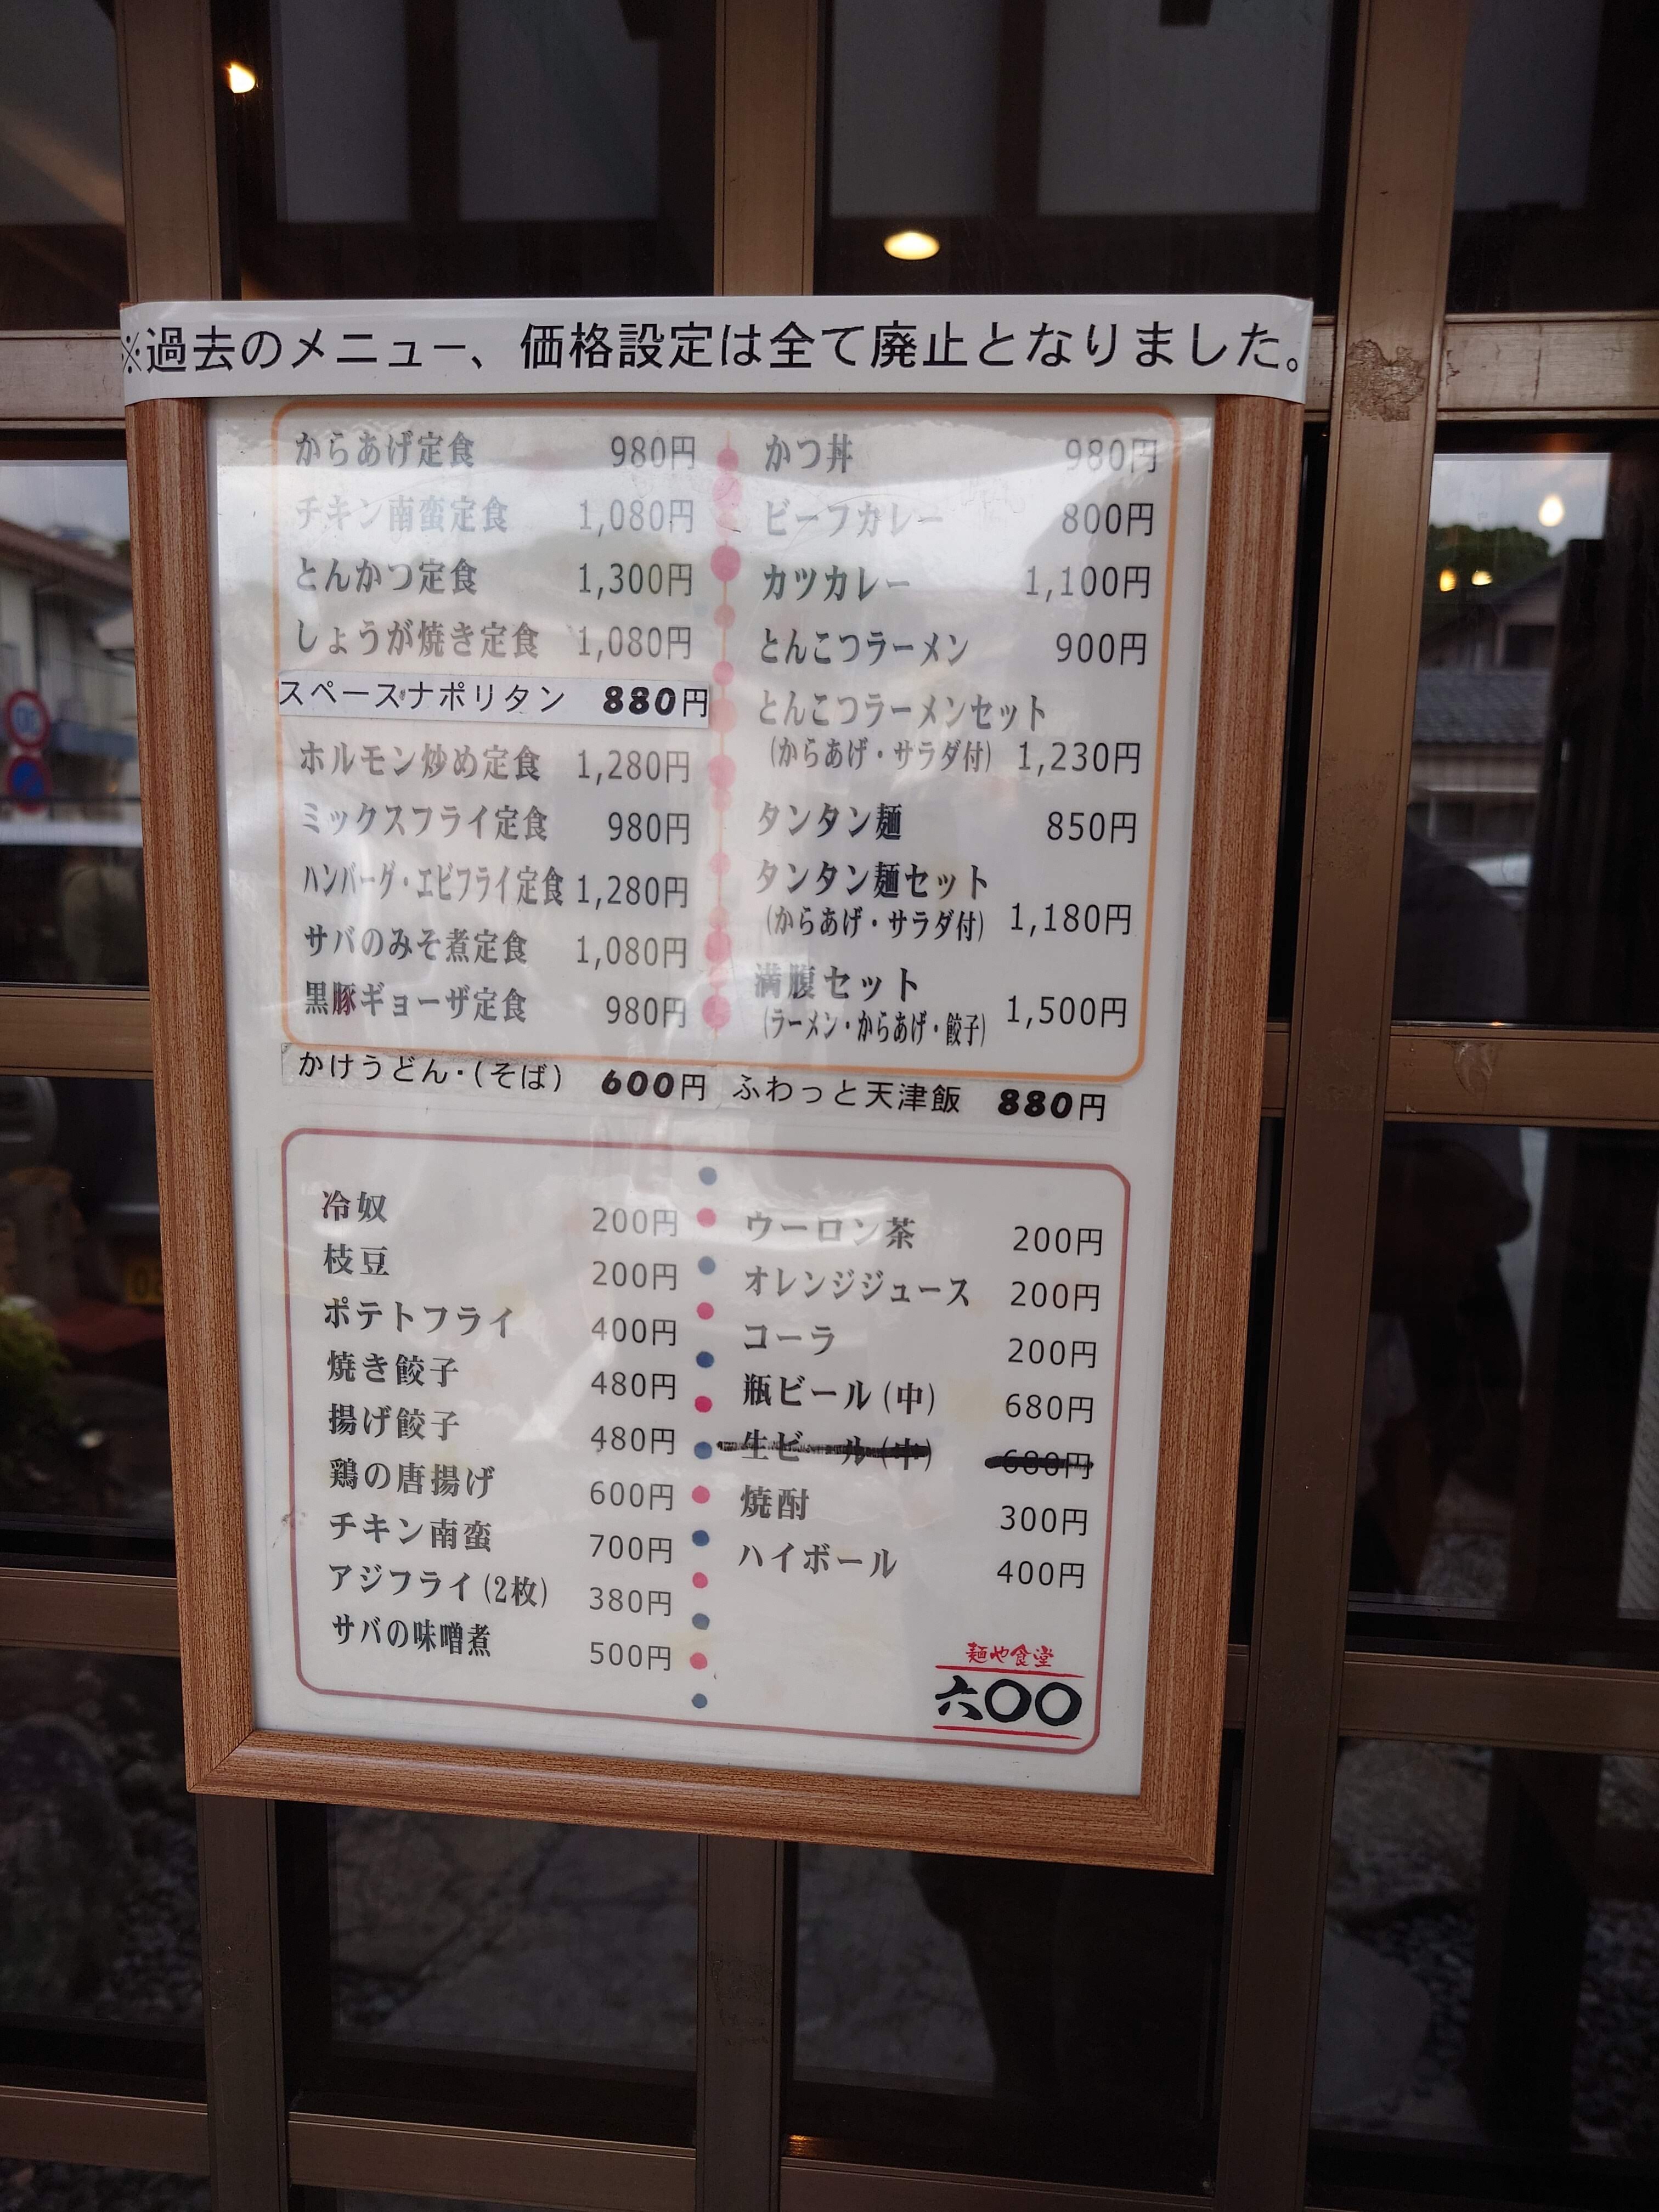 ※過去のメニュー、価格設定は全て廃止となりました。
からあげ定食 980円
チキン南蛮定食 1,080円
とんかつ定食 1,300円
しょうが焼き定食 1,080円
スペースナポリタン 880円
ホルモン炒め定食 1,280円
ミックスフライ定食 980円
ハンバーグ・エビフライ定食 1,280円
サバのみそ煮定食 1,080円
黒豚ギョーザ定食 980円
かつ丼 980円
ビーフカレー 800円
カツカレー 1,100円
とんこつラーメン 900円
とんこつラーメンセット
(からあげ・サラダ付) 1,230円
タンタン麺 850円
タンタン麺セット
(からあげ・サラダ付) 1,180円
満腹セット
(ラーメン・からあげ・餃子) 1,500円
かけうどん・(そば) 600円
ふわっと天津飯 880円
冷奴 200円
枝豆 200円
ポテトフライ 400円
焼き餃子 480円
揚げ餃子 480円
鶏の唐揚げ 600円
チキン南蛮 700円
アジフライ(2枚) 380円
サバの味噌煮 500円
ウーロン茶 200円
オレンジジュース 200円
コーラ 200円
瓶ビール(中) 680円
生ビール(中) 680円
焼酎 300円
ハイボール 400円
麺や食堂
六〇〇